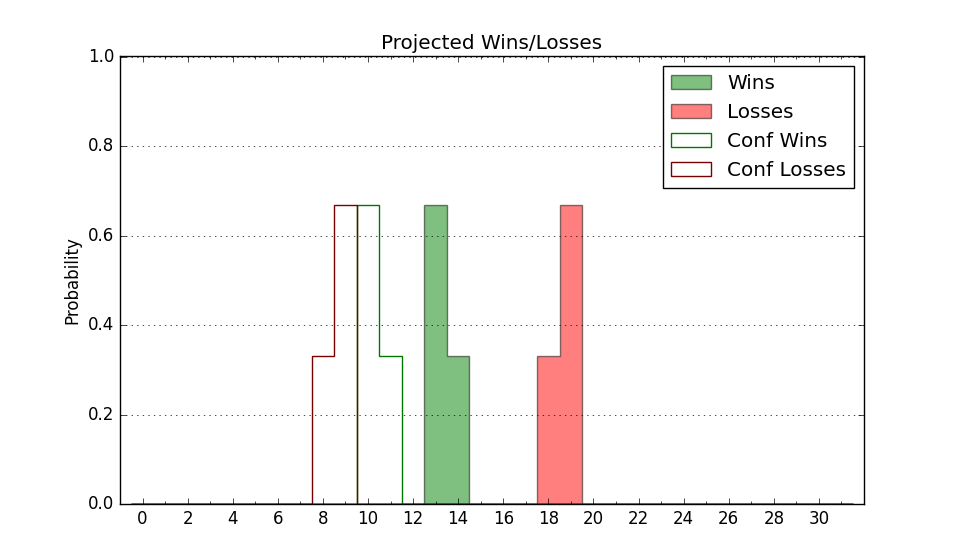 Projected Wins/Losses
1.0
0.8
0.6
0.4
0.2
0.0
Probability
Wins
Losses
Conf Wins
Conf Losses
0 2 4 6 8 10 12 14 16 18 20 22 24 26 28 30